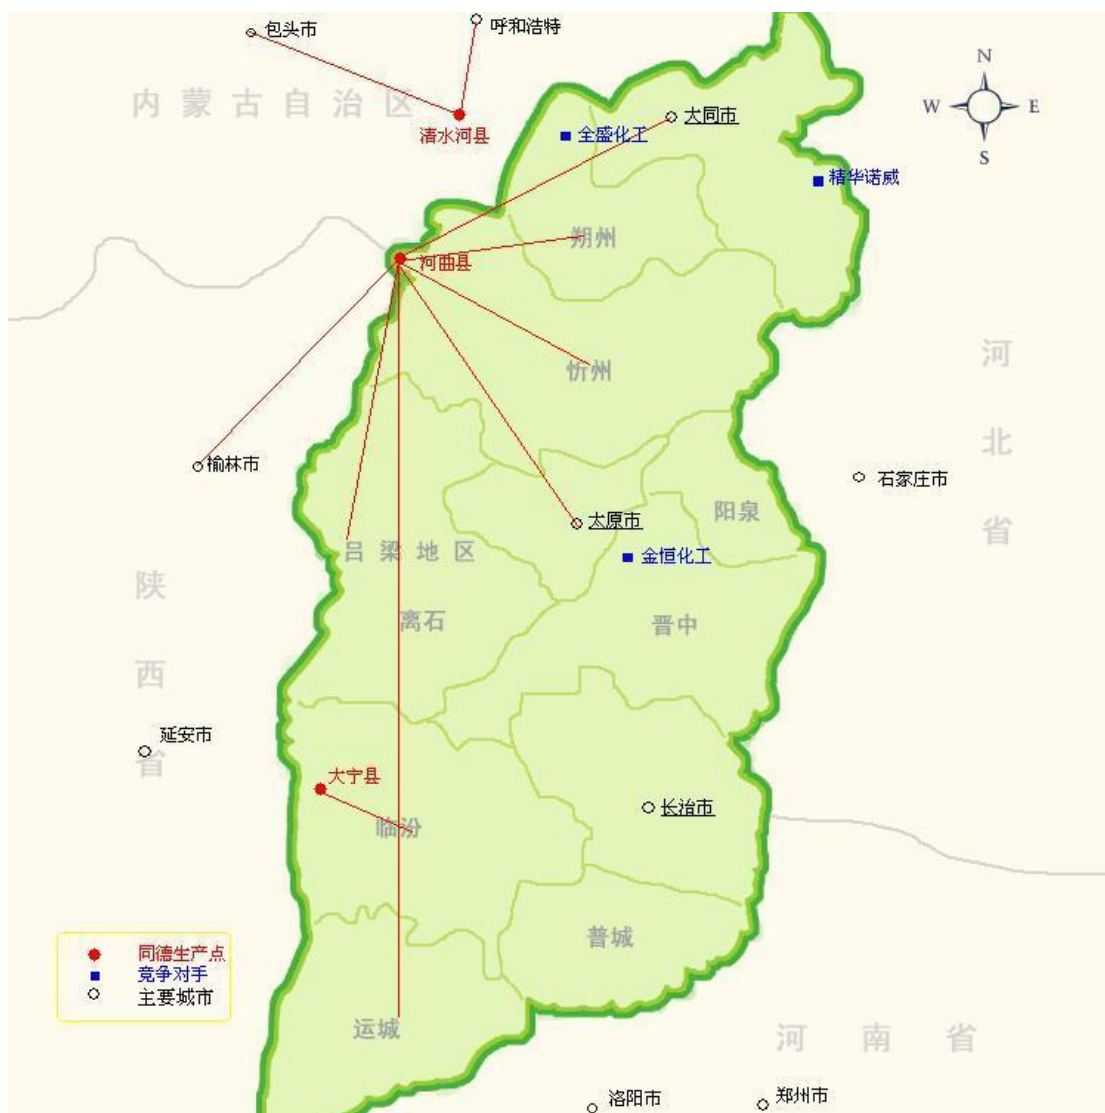 包头市
呼和浩特
内蒙古自治区
清水河县
N
W
E
S
大同市
全盛化工
精华诺威
朔州
河曲县
忻州
河北省
榆林市
石家庄市
太原市
阳泉
吕梁地区
金恒化工
离石
晋中
陕西省
延安市
大宁县
长治市
临汾
普城
同德生产点
竞争对手
主要城市
运城
河南省
洛阳市
郑州市